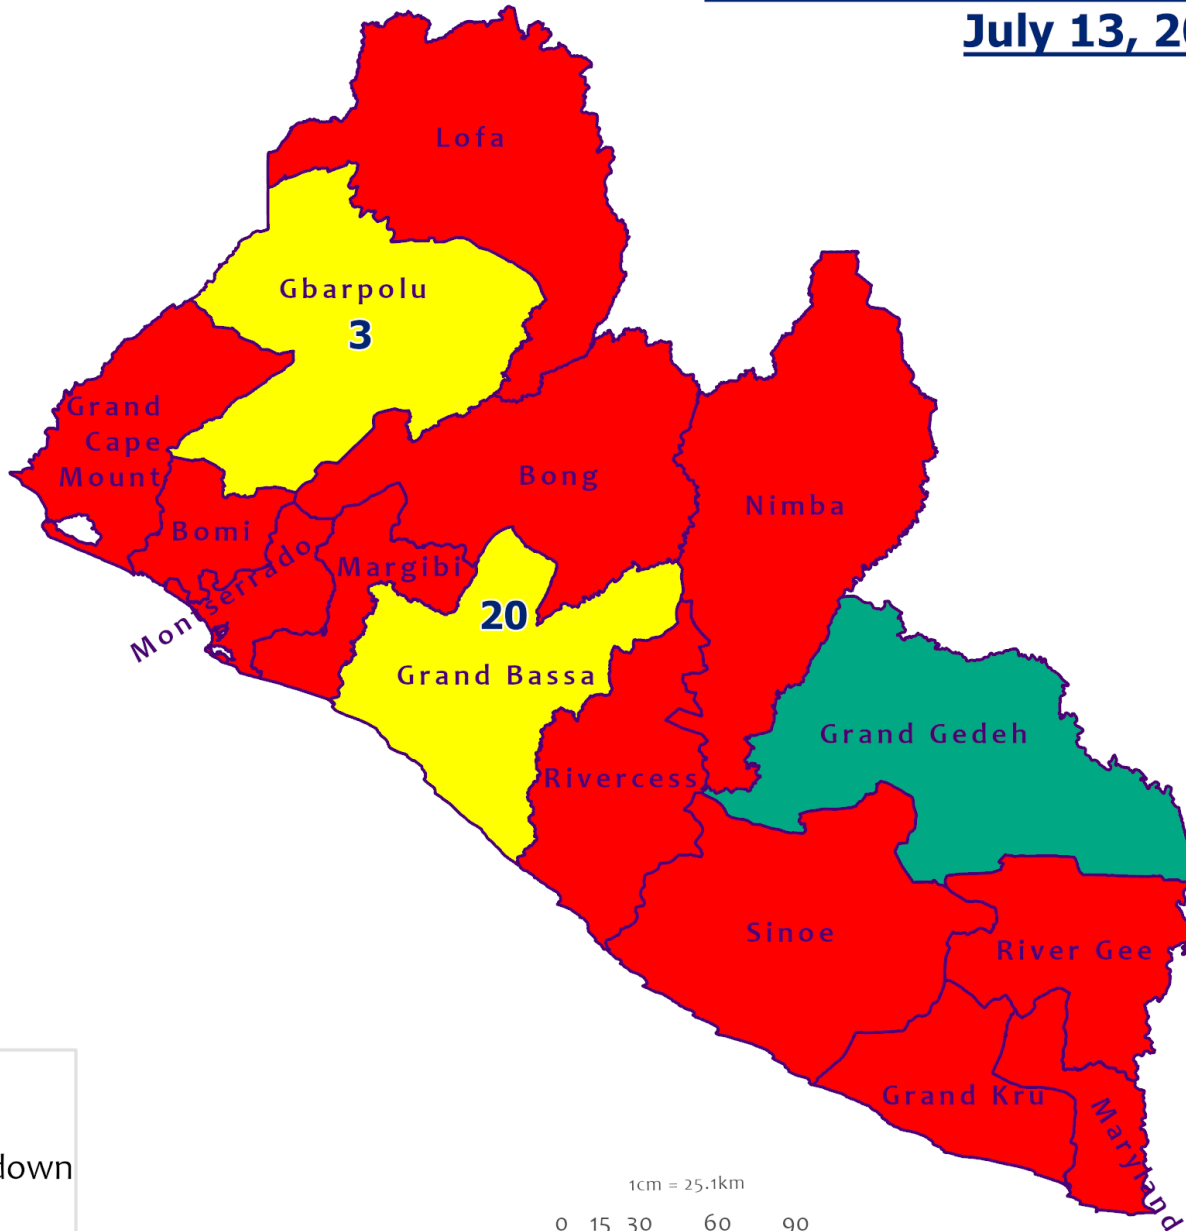 July 13, 20
Lofa
Gbarpolu
3
Grand
Cape
Mount
Bong
Nimba
Bomi
Montserrado
Margibi
20
Grand Bassa
Grand Gedeh
Rivercess
Sinoe
River Gee
Grand Kru
Maryland
down
1cm = 25.1km
0 15 30 60 90